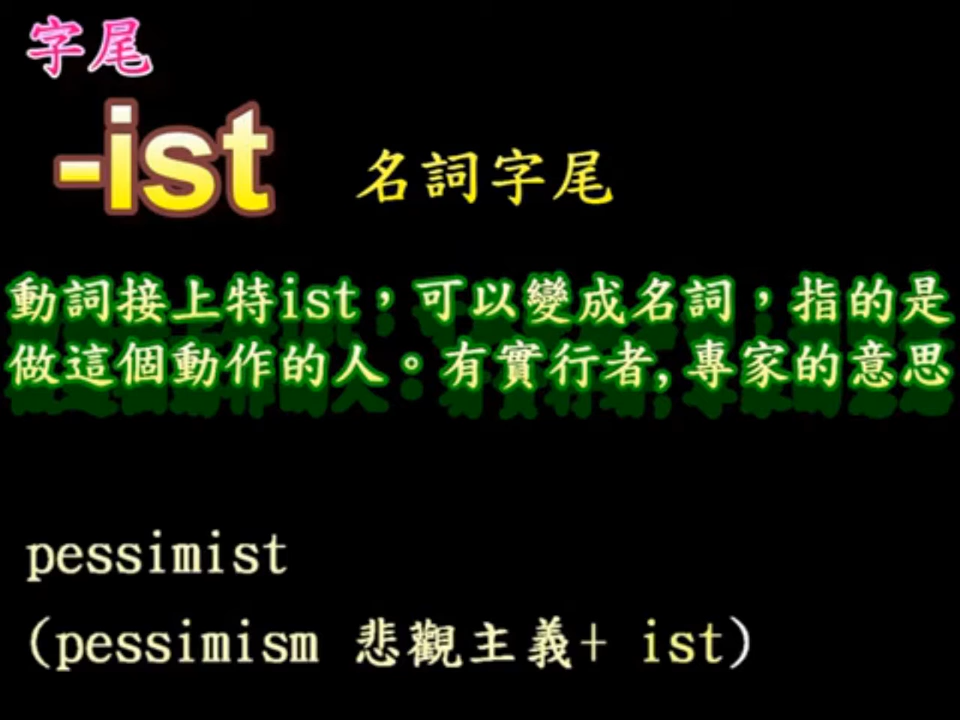 字尾
-ist 名詞字尾
動詞接上特ist，可以變成名詞，指的是
做這個動作的人。有實行者,專家的意思
pessimist
(pessimism 悲觀主義+ ist)